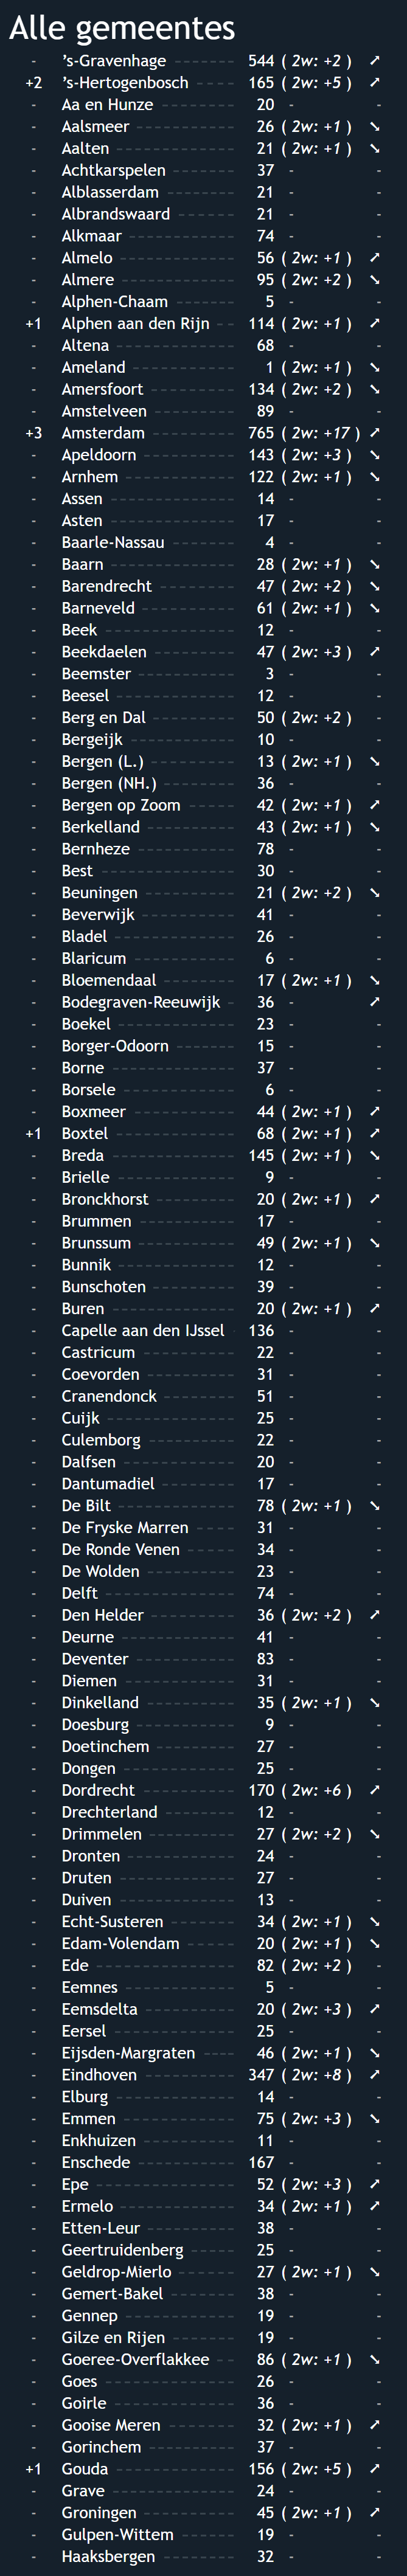 Alle gemeentes
- ’s-Gravenhage 544 ( 2w: +2 ) ➚
+2 ’s-Hertogenbosch 165 ( 2w: +5 ) ➚
- Aa en Hunze 20 - -
- Aalsmeer 26 ( 2w: +1 ) ➘
- Aalten 21 ( 2w: +1 ) ➘
- Achtkarspelen 37 - -
- Alblasserdam 21 - -
- Albrandswaard 21 - -
- Alkmaar 74 - -
- Almelo 56 ( 2w: +1 ) ➚
- Almere 95 ( 2w: +2 ) ➘
- Alphen-Chaam 5 - -
+1 Alphen aan den Rijn 114 ( 2w: +1 ) ➚
- Altena 68 - -
- Ameland 1 ( 2w: +1 ) ➘
- Amersfoort 134 ( 2w: +2 ) ➘
- Amstelveen 89 - -
+3 Amsterdam 765 ( 2w: +17 ) ➚
- Apeldoorn 143 ( 2w: +3 ) ➘
- Arnhem 122 ( 2w: +1 ) ➘
- Assen 14 - -
- Asten 17 - -
- Baarle-Nassau 4 - -
- Baarn 28 ( 2w: +1 ) ➘
- Barendrecht 47 ( 2w: +2 ) ➘
- Barneveld 61 ( 2w: +1 ) ➘
- Beek 12 - -
- Beekdaelen 47 ( 2w: +3 ) ➚
- Beemster 3 - -
- Beesel 12 - -
- Berg en Dal 50 ( 2w: +2 ) -
- Bergeijk 10 - -
- Bergen (L.) 13 ( 2w: +1 ) ➘
- Bergen (NH.) 36 - -
- Bergen op Zoom 42 ( 2w: +1 ) ➚
- Berkelland 43 ( 2w: +1 ) ➘
- Bernheze 78 - -
- Best 30 - -
- Beuningen 21 ( 2w: +2 ) ➘
- Beverwijk 41 - -
- Bladel 26 - -
- Blaricum 6 - -
- Bloemendaal 17 ( 2w: +1 ) ➘
- Bodegraven-Reeuwijk 36 - ➚
- Boekel 23 - -
- Borger-Odoorn 15 - -
- Borne 37 - -
- Borsele 6 - -
- Boxmeer 44 ( 2w: +1 ) ➚
+1 Boxtel 68 ( 2w: +1 ) ➚
- Breda 145 ( 2w: +1 ) ➘
- Brielle 9 - -
- Bronckhorst 20 ( 2w: +1 ) ➚
- Brummen 17 - -
- Brunssum 49 ( 2w: +1 ) ➘
- Bunnik 12 - -
- Bunschoten 39 - -
- Buren 20 ( 2w: +1 ) ➚
- Capelle aan den IJssel 136 - -
- Castricum 22 - -
- Coevorden 31 - -
- Cranendonck 51 - -
- Cuijk 25 - -
- Culemborg 22 - -
- Dalfsen 20 - -
- Dantumadiel 17 - -
- De Bilt 78 ( 2w: +1 ) ➘
- De Fryske Marren 31 - -
- De Ronde Venen 34 - -
- De Wolden 23 - -
- Delft 74 - -
- Den Helder 36 ( 2w: +2 ) ➚
- Deurne 41 - -
- Deventer 83 - -
- Diemen 31 - -
- Dinkelland 35 ( 2w: +1 ) ➘
- Doesburg 9 - -
- Doetinchem 27 - -
- Dongen 25 - -
- Dordrecht 170 ( 2w: +6 ) ➚
- Drechterland 12 - -
- Drimmelen 27 ( 2w: +2 ) ➘
- Dronten 24 - -
- Druten 27 - -
- Duiven 13 - -
- Echt-Susteren 34 ( 2w: +1 ) ➘
- Edam-Volendam 20 ( 2w: +1 ) ➘
- Ede 82 ( 2w: +2 ) -
- Eemnes 5 - -
- Eemsdelta 20 ( 2w: +3 ) ➚
- Eersel 25 - -
- Eijsden-Margraten 46 ( 2w: +1 ) ➘
- Eindhoven 347 ( 2w: +8 ) ➚
- Elburg 14 - -
- Emmen 75 ( 2w: +3 ) ➘
- Enkhuizen 11 - -
- Enschede 167 - -
- Epe 52 ( 2w: +3 ) ➚
- Ermelo 34 ( 2w: +1 ) ➚
- Etten-Leur 38 - -
- Geertruidenberg 25 - -
- Geldrop-Mierlo 27 ( 2w: +1 ) ➘
- Gemert-Bakel 38 - -
- Gennep 19 - -
- Gilze en Rijen 19 - -
- Goeree-Overflakkee 86 ( 2w: +1 ) ➘
- Goes 26 - -
- Goirle 36 - -
- Gooise Meren 32 ( 2w: +1 ) ➚
- Gorinchem 37 - -
+1 Gouda 156 ( 2w: +5 ) ➚
- Grave 24 - -
- Groningen 45 ( 2w: +1 ) ➚
- Gulpen-Wittem 19 - -
- Haaksbergen 32 - -